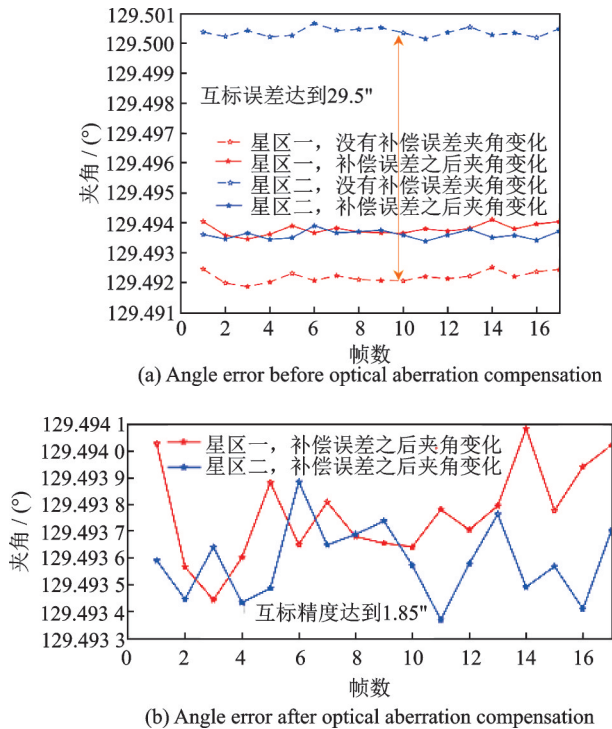 129.501
129.500
129.499
129.498
129.497
129.496
129.495
129.494
129.493
129.492
129.491
夹角 / (°)
互标误差达到29.5"
星区一，没有补偿误差夹角变化
星区一，补偿误差之后夹角变化
星区二，没有补偿误差夹角变化
星区二，补偿误差之后夹角变化
0 2 4 6 8 10 12 14 16
帧数
(a) Angle error before optical aberration compensation
129.494 1
129.494 0
129.493 9
129.493 8
129.493 7
129.493 6
129.493 5
129.493 4
129.493 3
夹角 / (°)
星区一，补偿误差之后夹角变化
星区二，补偿误差之后夹角变化
互标精度达到1.85"
0 2 4 6 8 10 12 14 16
帧数
(b) Angle error after optical aberration compensation